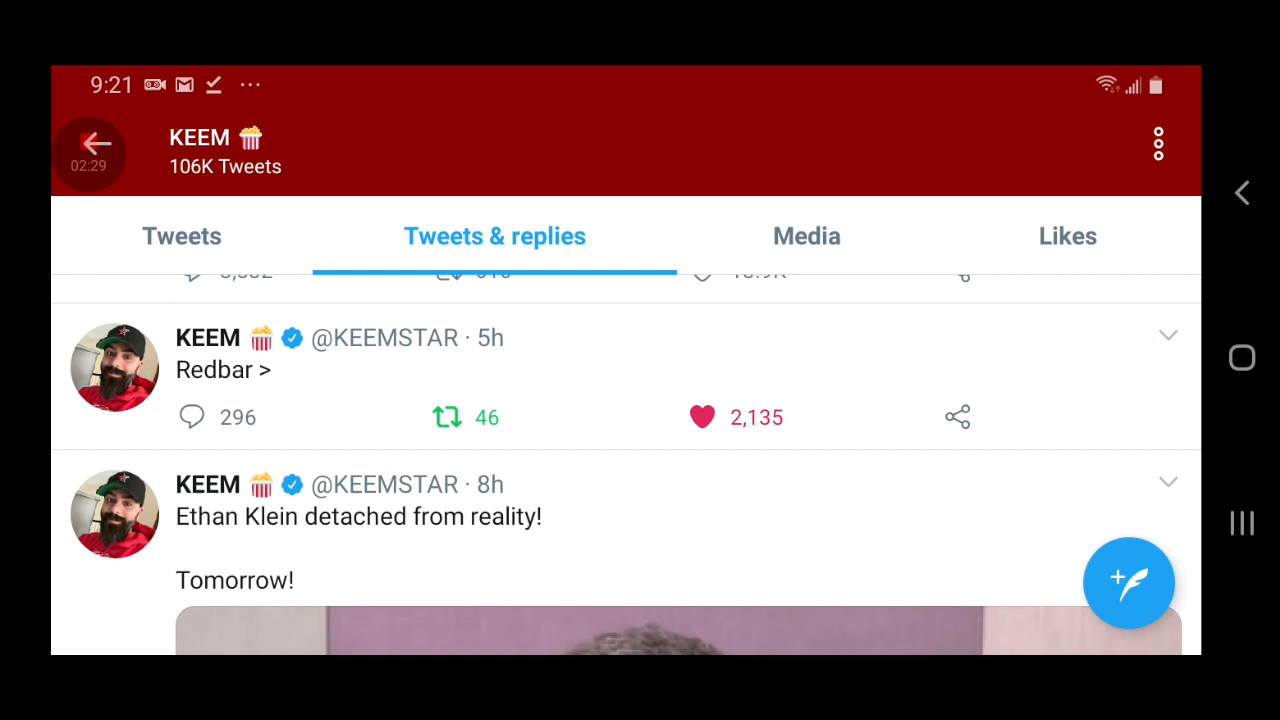 9:21
KEEM 🍿
02:29
106K Tweets
Tweets Tweets & replies Media Likes
KEEM 🍿 @KEEMSTAR · 5h
Redbar >
296 46 2,135
KEEM 🍿 @KEEMSTAR · 8h
Ethan Klein detached from reality!
Tomorrow!